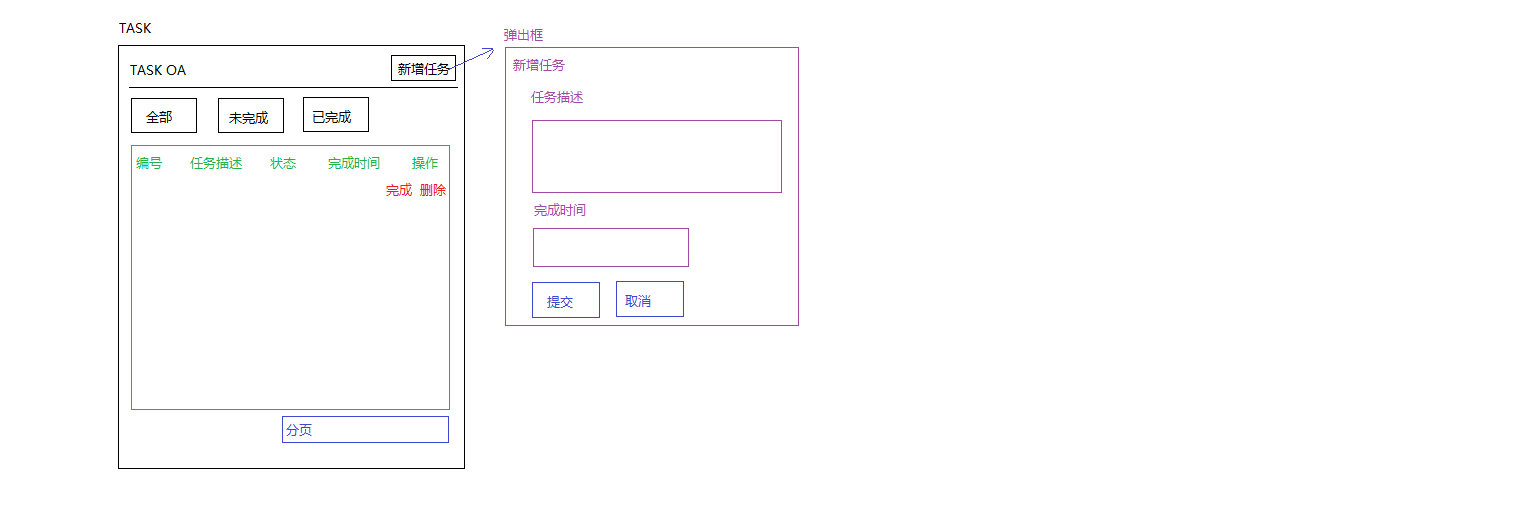 TASK
TASK OA 新增任务
全部 未完成 已完成
编号 任务描述 状态 完成时间 操作
完成 删除
分页
弹出框
新增任务
任务描述
完成时间
提交 取消